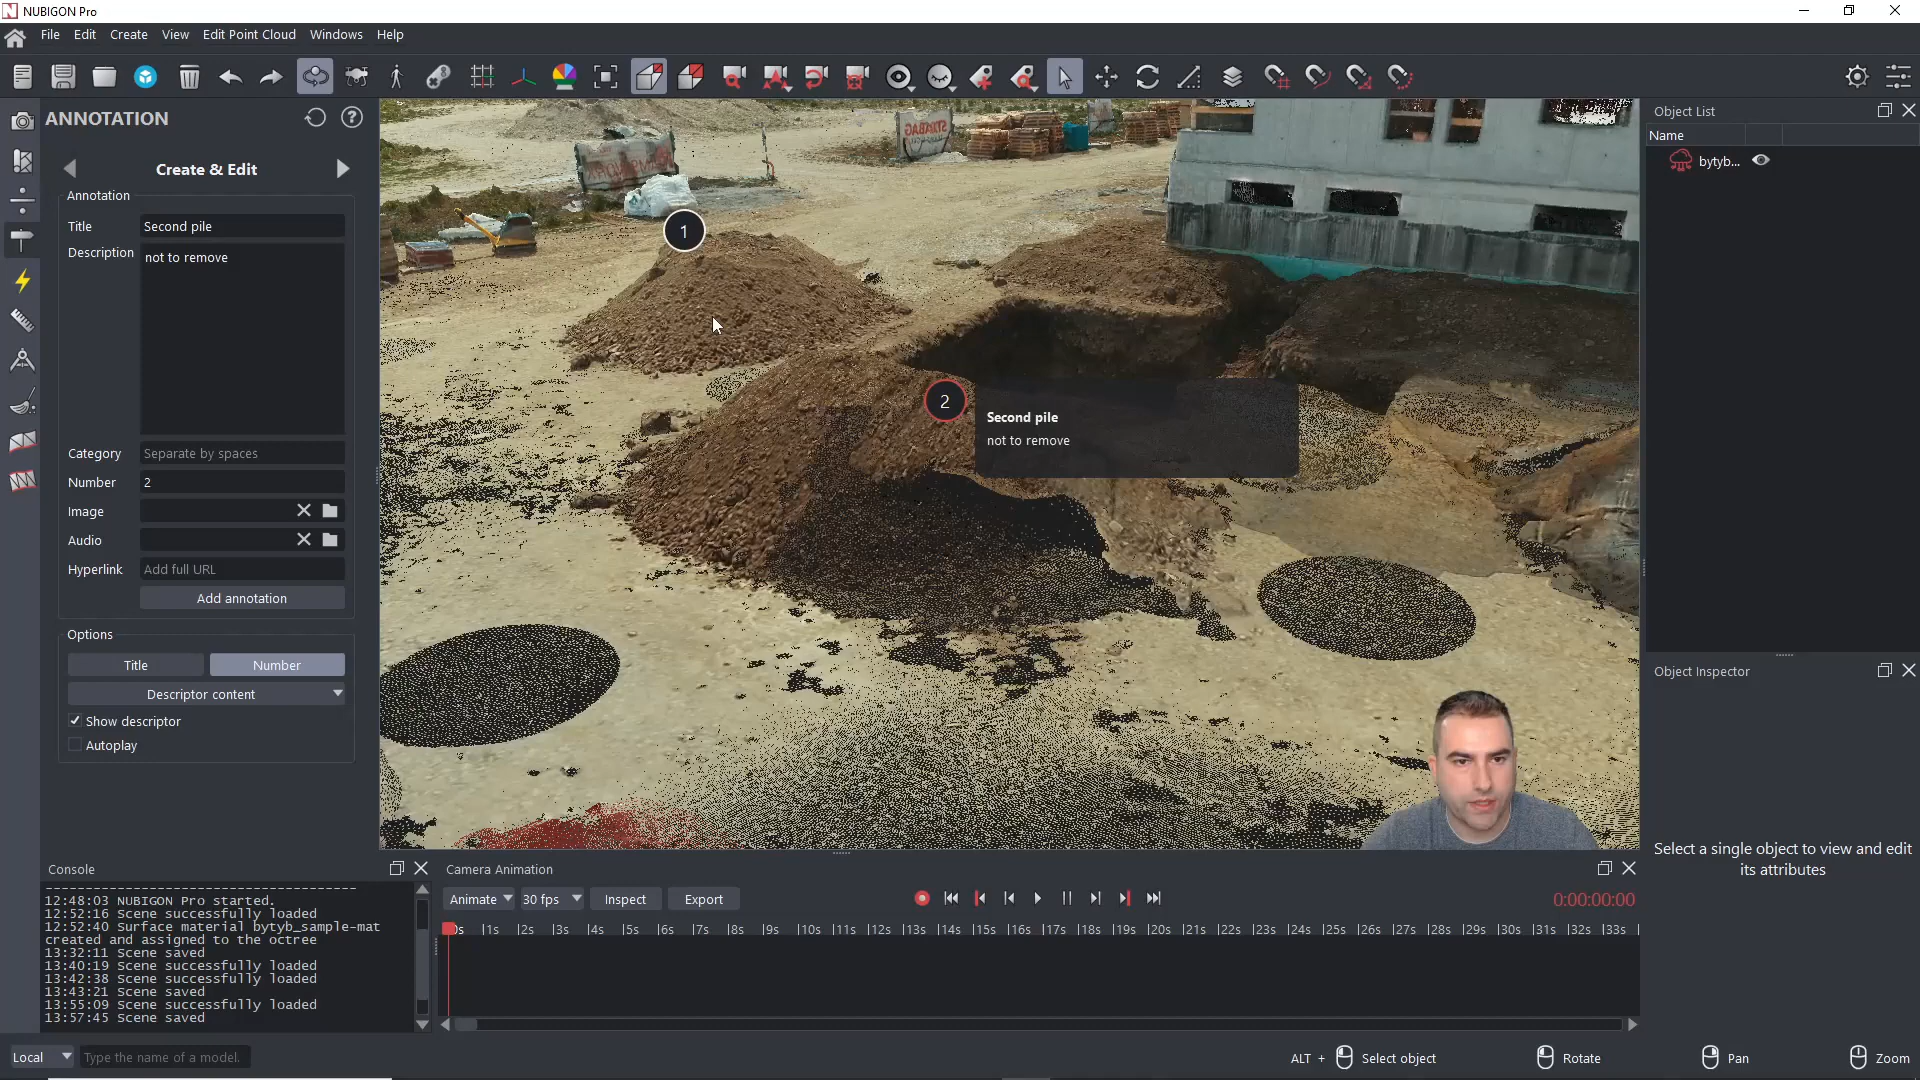 NUBIGON Pro
File Edit Create View Edit Point Cloud Windows Help
ANNOTATION
Create & Edit
Annotation
Title Second pile
Description not to remove
Category Separate by spaces
Number 2
Image
Audio
Hyperlink Add full URL
Add annotation
Options
Title Number
Descriptor content
Show descriptor
Autoplay
1
2
Second pile
not to remove
STRABAG
Object List
Name
bytyb...
Object Inspector
Select a single object to view and edit
its attributes
Console
----------------------------------------
12:48:03 NUBIGON Pro started.
12:52:16 Scene successfully loaded
12:52:40 Surface material bytyb_sample-mat
created and assigned to the octree
13:32:11 Scene saved
13:40:19 Scene successfully loaded
13:42:38 Scene successfully loaded
13:43:21 Scene saved
13:55:09 Scene successfully loaded
13:57:45 Scene saved
Camera Animation
Animate 30 fps Inspect Export
0:00:00:00
0s 1s 2s 3s 4s 5s 6s 7s 8s 9s 10s 11s 12s 13s 14s 15s 16s 17s 18s 19s 20s 21s 22s 23s 24s 25s 26s 27s 28s 29s 30s 31s 32s 33s
Local Type the name of a model.
ALT + Select object Rotate Pan Zoom